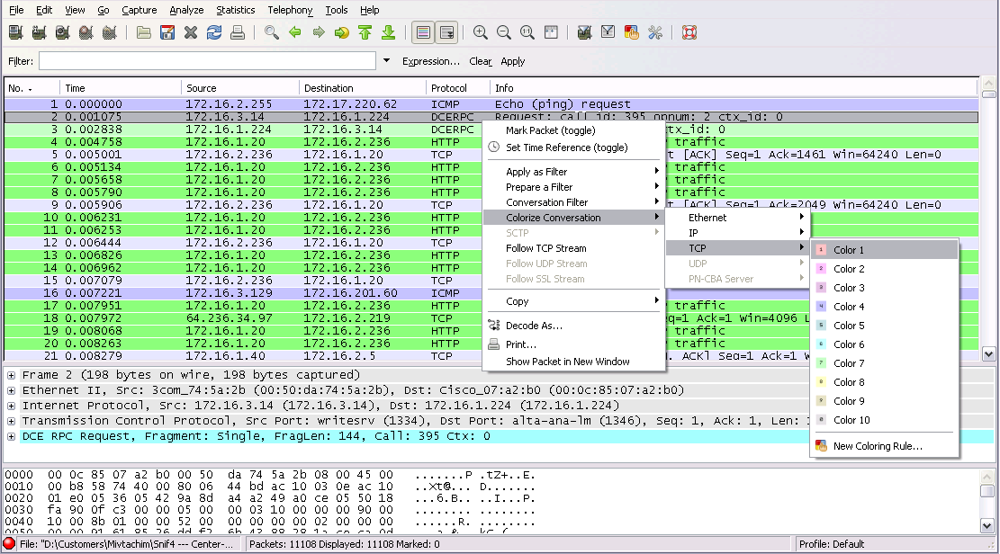 File Edit View Go Capture Analyze Statistics Telephony Tools Help
Filter: Expression... Clear Apply
No. Time Source Destination Protocol Info
1 0.000000 172.16.2.255 172.17.220.62 ICMP Echo (ping) request
2 0.001075 172.16.3.14 172.16.1.224 DCERPC Request: call_id: 395 opnum: 2 ctx_id: 0
3 0.002838 172.16.1.224 172.16.3.14 DCERPC ctx_id: 0
4 0.004758 172.16.1.20 172.16.2.236 HTTP traffic
5 0.005001 172.16.2.236 172.16.1.20 TCP [ACK] Seq=1 Ack=1461 Win=64240 Len=0
6 0.005134 172.16.1.20 172.16.2.236 HTTP traffic
7 0.005658 172.16.1.20 172.16.2.236 HTTP traffic
8 0.005790 172.16.1.20 172.16.2.236 HTTP traffic
9 0.005906 172.16.2.236 172.16.1.20 TCP [ACK] Seq=1 Ack=2049 Win=64240 Len=0
10 0.006231 172.16.1.20 172.16.2.236 HTTP
11 0.006253 172.16.1.20 172.16.2.236 HTTP
12 0.006444 172.16.2.236 172.16.1.20 TCP
13 0.006826 172.16.1.20 172.16.2.236 HTTP
14 0.006962 172.16.1.20 172.16.2.236 HTTP
15 0.007079 172.16.2.236 172.16.1.20 TCP
16 0.007221 172.16.3.129 172.16.201.60 ICMP
17 0.007951 172.16.1.20 172.16.2.236 HTTP traffic
18 0.007972 64.236.34.97 172.16.2.219 TCP q=1 Ack=1 Win=4096 L
19 0.008068 172.16.1.20 172.16.2.236 HTTP traffic
20 0.008263 172.16.1.20 172.16.2.236 HTTP traffic
21 0.008279 172.16.1.40 172.16.2.5 TCP ACK] Seq=1 Ack=1 Win
Mark Packet (toggle)
Set Time Reference (toggle)
Apply as Filter
Prepare a Filter
Conversation Filter
Colorize Conversation
SCTP
Follow TCP Stream
Follow UDP Stream
Follow SSL Stream
Copy
Decode As...
Print...
Show Packet in New Window
Ethernet
IP
TCP
UDP
PN-CBA Server
1 Color 1
2 Color 2
3 Color 3
4 Color 4
5 Color 5
6 Color 6
7 Color 7
8 Color 8
9 Color 9
Color 10
New Coloring Rule...
Frame 2 (198 bytes on wire, 198 bytes captured)
Ethernet II, Src: 3com_74:5a:2b (00:50:da:74:5a:2b), Dst: Cisco_07:a2:b0 (00:0c:85:07:a2:b0)
Internet Protocol, Src: 172.16.3.14 (172.16.3.14), Dst: 172.16.1.224 (172.16.1.224)
Transmission Control Protocol, Src Port: writesrv (1334), Dst Port: alta-ana-lm (1346), Seq: 1, Ack: 1, Len:
DCE RPC Request, Fragment: Single, FragLen: 144, Call: 395 Ctx: 0
0000 00 0c 85 07 a2 b0 00 50 da 74 5a 2b 08 00 45 00 .......P .tZ+..E.
0010 00 b8 58 74 40 00 80 06 44 bd ac 10 03 0e ac 10 ..Xt@... D.......
0020 01 e0 05 36 05 42 9a 8d a4 a2 49 a0 ce 05 50 18 ...6.B.. ..I...P.
0030 fa 90 0f c3 00 00 05 00 00 03 10 00 00 00 90 00 ........ ........
0040 10 00 8b 01 00 00 52 00 00 00 00 00 02 00 00 00 ......R. ........
File: "D:\Customers\Mivtachim\Snif4 --- Center-... Packets: 11108 Displayed: 11108 Marked: 0 Profile: Default